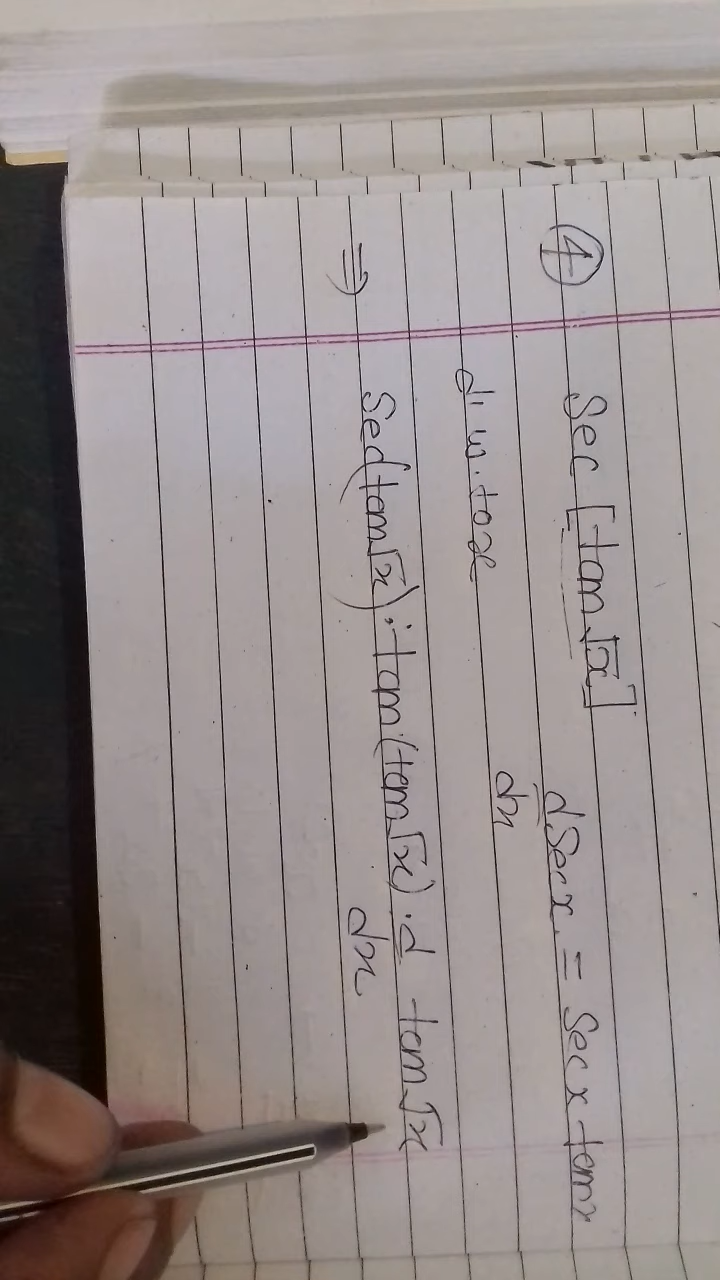 ④ Sec [tan√x] d/dx Sec x = Sec x tan x
d' w. to x
⇒ Sec(tan√x) · tan(tan√x) · d/dx tan√x